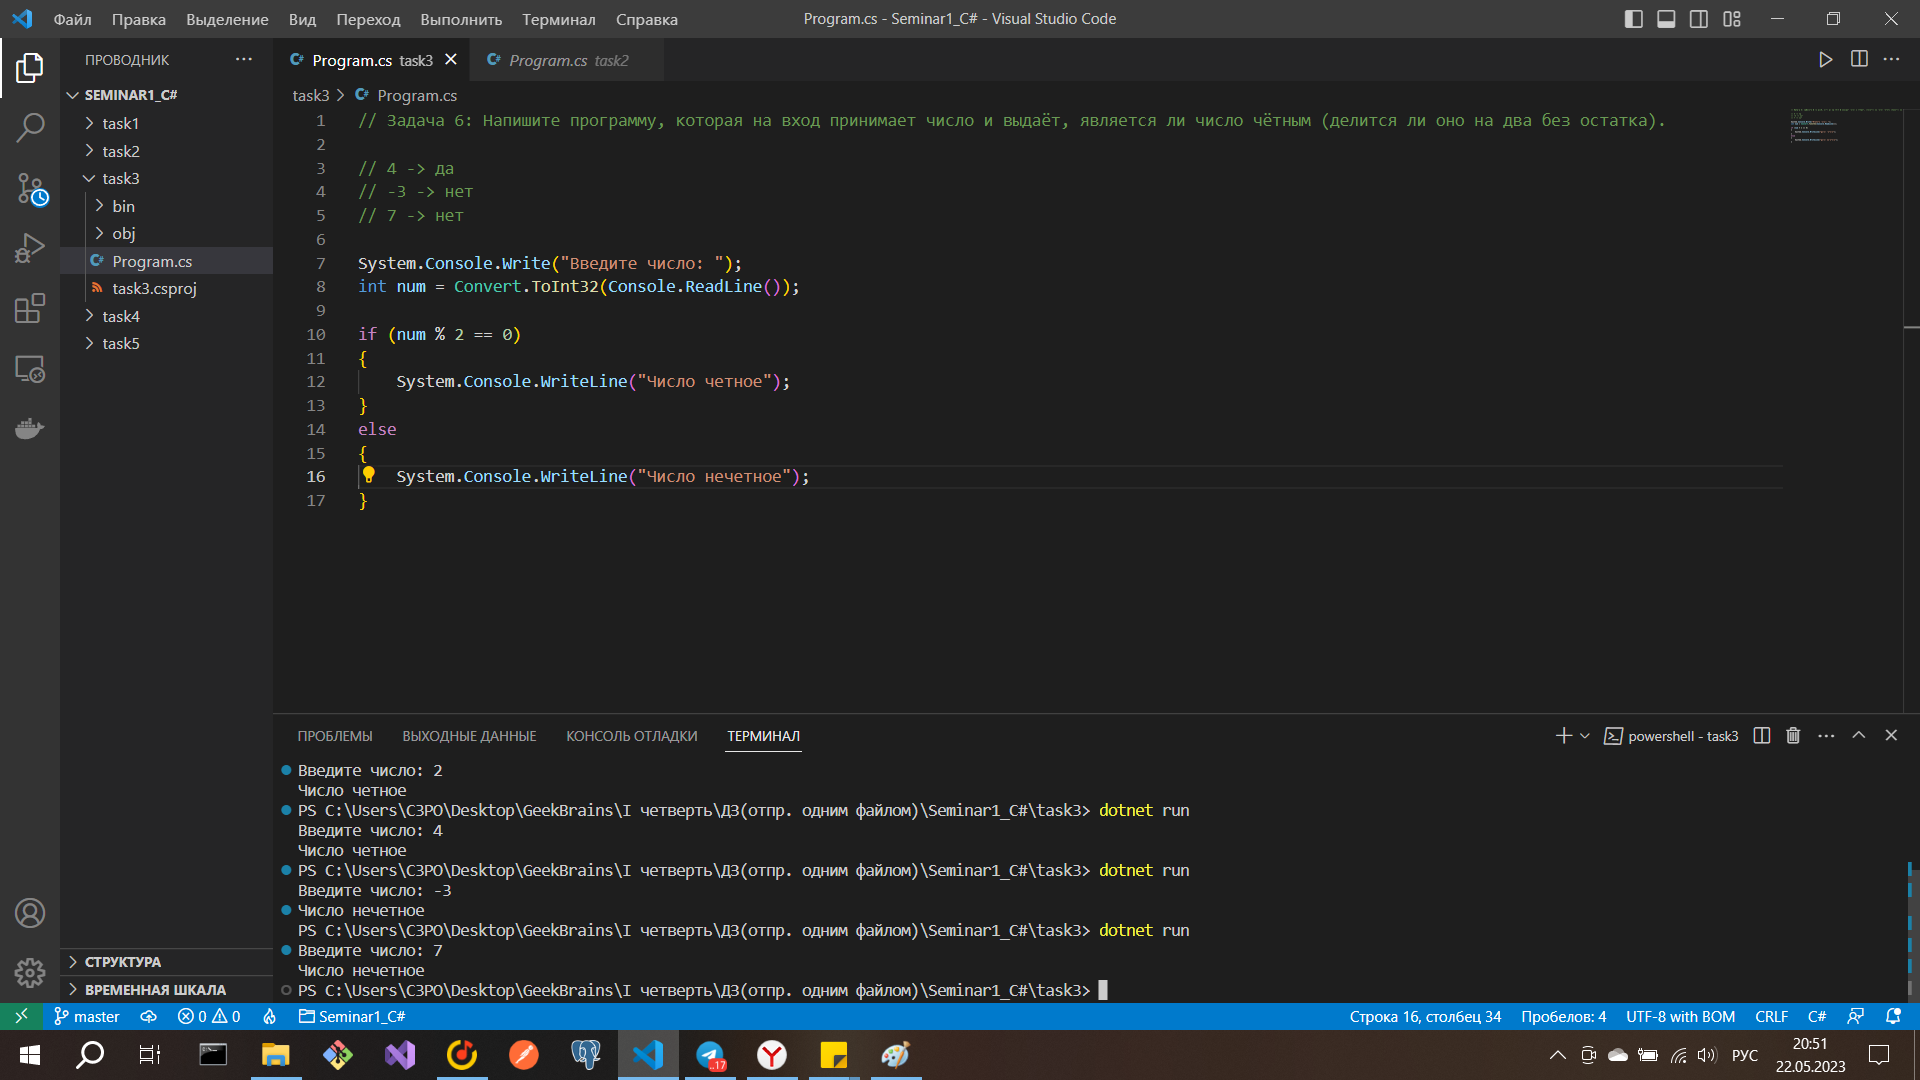 Файл Правка Выделение Вид Переход Выполнить Терминал Справка
Program.cs - Seminar1_C# - Visual Studio Code
ПРОВОДНИК
SEMINAR1_C#
task1
task2
task3
bin
obj
Program.cs
task3.csproj
task4
task5
СТРУКТУРА
ВРЕМЕННАЯ ШКАЛА
Program.cs task3
Program.cs task2
task3 > Program.cs
1 // Задача 6: Напишите программу, которая на вход принимает число и выдаёт, является ли число чётным (делится ли оно на два без остатка).
2
3 // 4 -> да
4 // -3 -> нет
5 // 7 -> нет
6
7 System.Console.Write("Введите число: ");
8 int num = Convert.ToInt32(Console.ReadLine());
9
10 if (num % 2 == 0)
11 {
12 System.Console.WriteLine("Число четное");
13 }
14 else
15 {
16 System.Console.WriteLine("Число нечетное");
17 }
ПРОБЛЕМЫ ВЫХОДНЫЕ ДАННЫЕ КОНСОЛЬ ОТЛАДКИ ТЕРМИНАЛ
powershell - task3
Введите число: 2
Число четное
PS C:\Users\C3PO\Desktop\GeekBrains\I четверть\ДЗ(отпр. одним файлом)\Seminar1_C#\task3> dotnet run
Введите число: 4
Число четное
PS C:\Users\C3PO\Desktop\GeekBrains\I четверть\ДЗ(отпр. одним файлом)\Seminar1_C#\task3> dotnet run
Введите число: -3
Число нечетное
PS C:\Users\C3PO\Desktop\GeekBrains\I четверть\ДЗ(отпр. одним файлом)\Seminar1_C#\task3> dotnet run
Введите число: 7
Число нечетное
PS C:\Users\C3PO\Desktop\GeekBrains\I четверть\ДЗ(отпр. одним файлом)\Seminar1_C#\task3>
master 0 0 Seminar1_C#
Строка 16, столбец 34 Пробелов: 4 UTF-8 with BOM CRLF C#
..17
РУС
20:51
22.05.2023